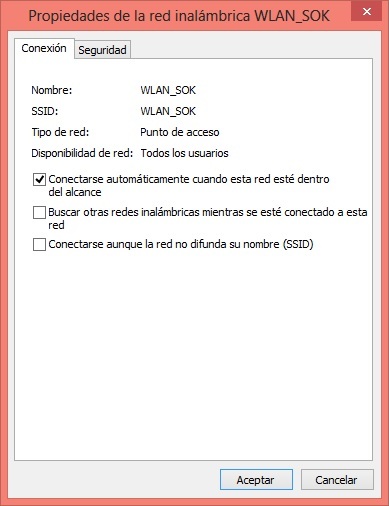 Propiedades de la red inalámbrica WLAN_SOK
Conexión Seguridad
Nombre: WLAN_SOK
SSID: WLAN_SOK
Tipo de red: Punto de acceso
Disponibilidad de red: Todos los usuarios
Conectarse automáticamente cuando esta red esté dentro
del alcance
Buscar otras redes inalámbricas mientras se esté conectado a esta
red
Conectarse aunque la red no difunda su nombre (SSID)
Aceptar Cancelar